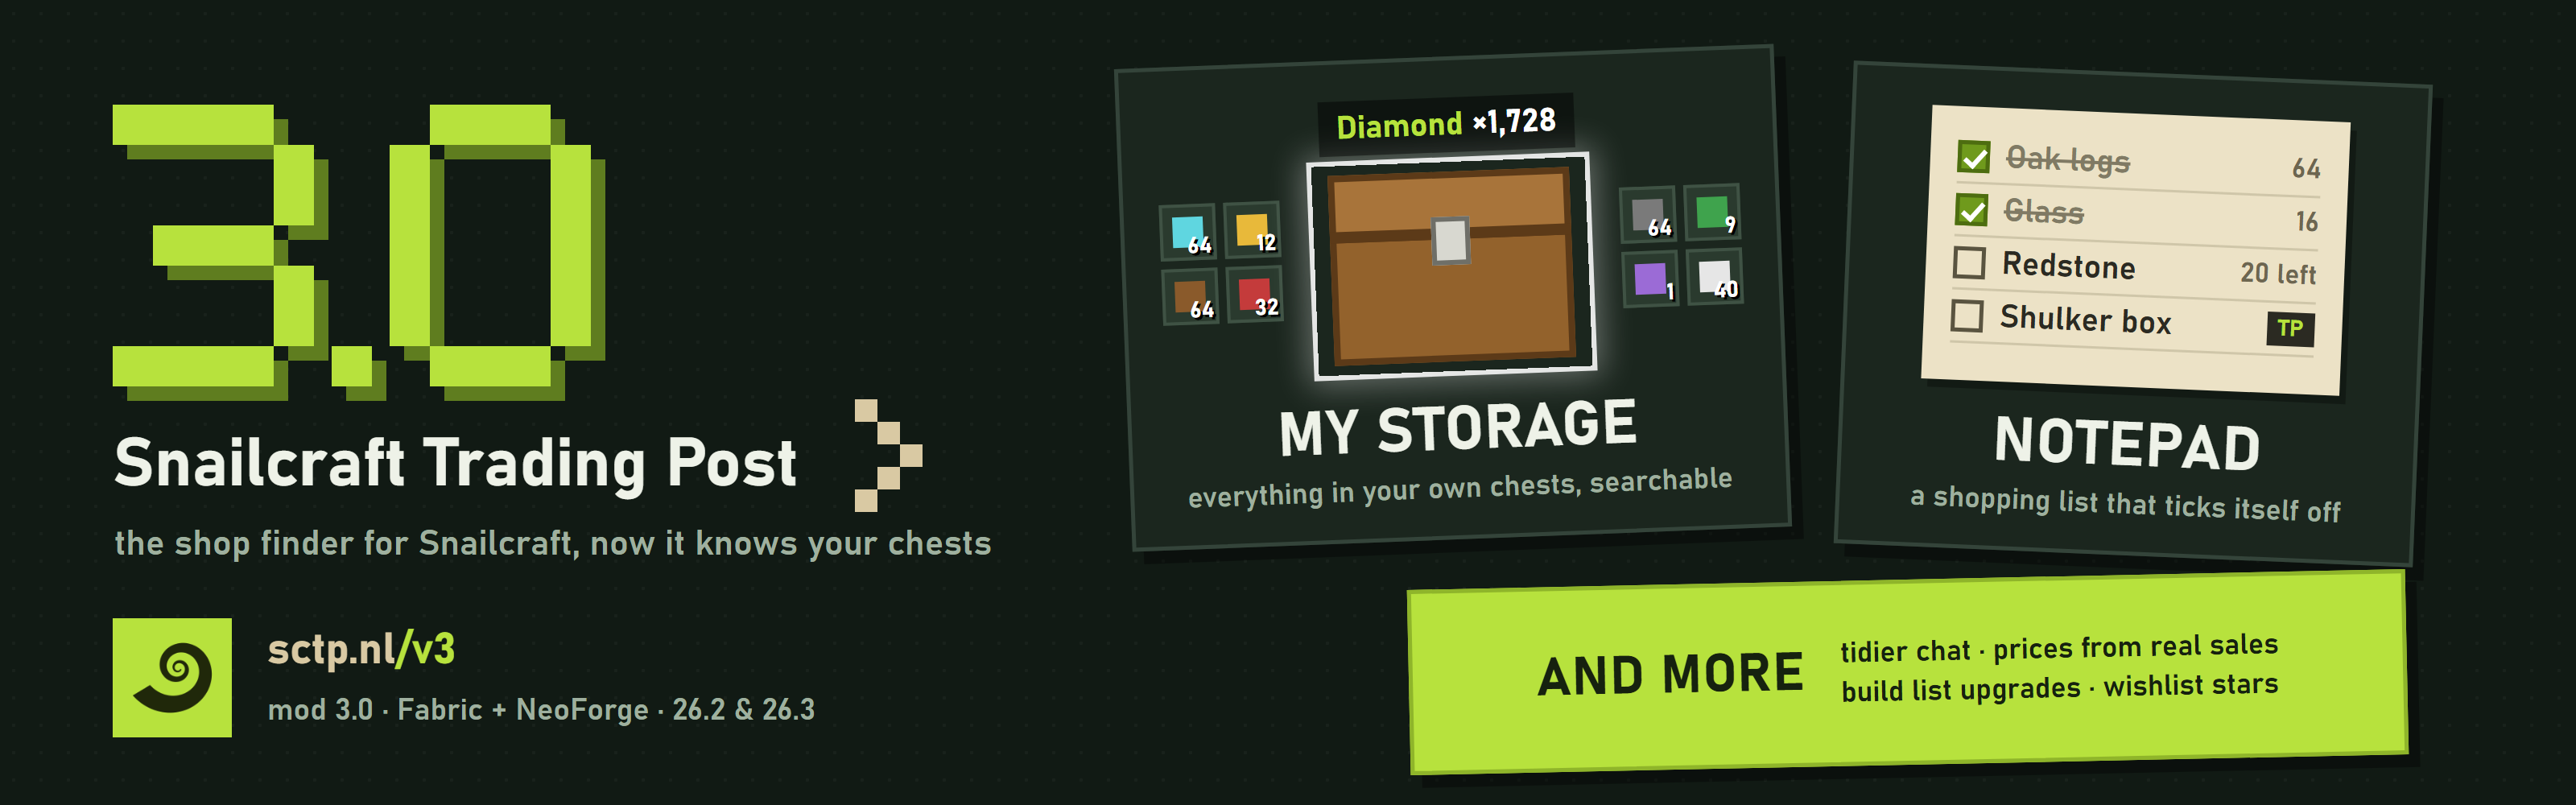 3.0
Snailcraft Trading Post
the shop finder for Snailcraft, now it knows your chests
sctp.nl/v3
mod 3.0 · Fabric + NeoForge · 26.2 & 26.3
Diamond ×1,728
64 12
64 32
64 9
1 40
MY STORAGE
everything in your own chests, searchable
Oak logs 64
Glass 16
Redstone 20 left
Shulker box TP
NOTEPAD
a shopping list that ticks itself off
AND MORE
tidier chat · prices from real sales
build list upgrades · wishlist stars